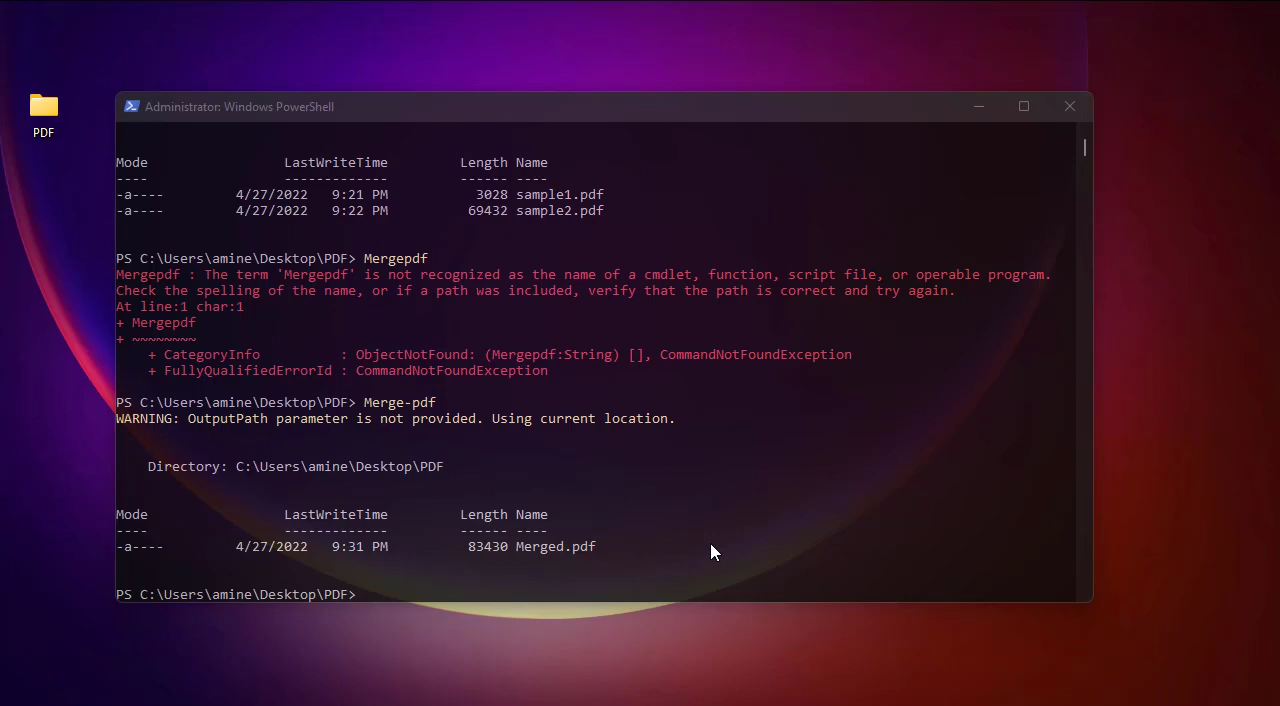 PDF
Administrator: Windows PowerShell
Mode                 LastWriteTime         Length Name
----                 -------------         ------ ----
-a----         4/27/2022   9:21 PM           3028 sample1.pdf
-a----         4/27/2022   9:22 PM          69432 sample2.pdf
PS C:\Users\amine\Desktop\PDF> Mergepdf
Mergepdf : The term 'Mergepdf' is not recognized as the name of a cmdlet, function, script file, or operable program.
Check the spelling of the name, or if a path was included, verify that the path is correct and try again.
At line:1 char:1
+ Mergepdf
+ ~~~~~~~~
    + CategoryInfo          : ObjectNotFound: (Mergepdf:String) [], CommandNotFoundException
    + FullyQualifiedErrorId : CommandNotFoundException
PS C:\Users\amine\Desktop\PDF> Merge-pdf
WARNING: OutputPath parameter is not provided. Using current location.
    Directory: C:\Users\amine\Desktop\PDF
Mode                 LastWriteTime         Length Name
----                 -------------         ------ ----
-a----         4/27/2022   9:31 PM          83430 Merged.pdf
PS C:\Users\amine\Desktop\PDF>